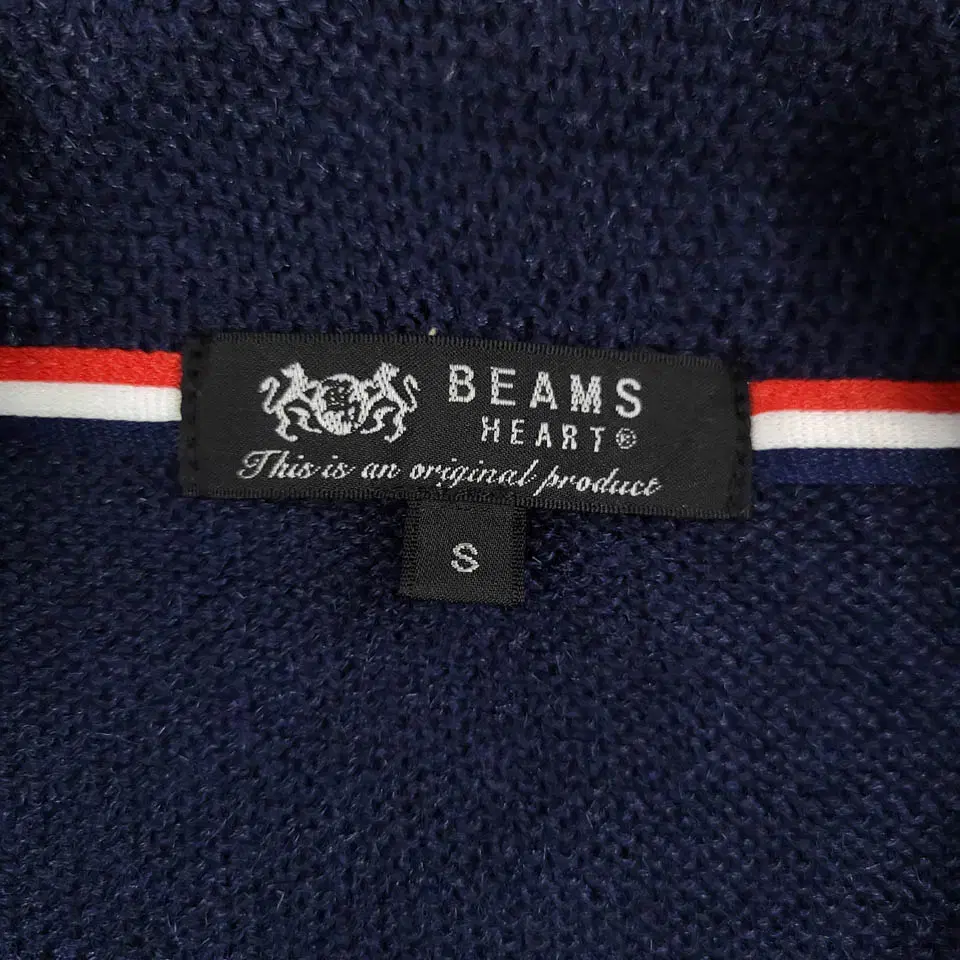 BEAMS
HEART®
This is an original product
S